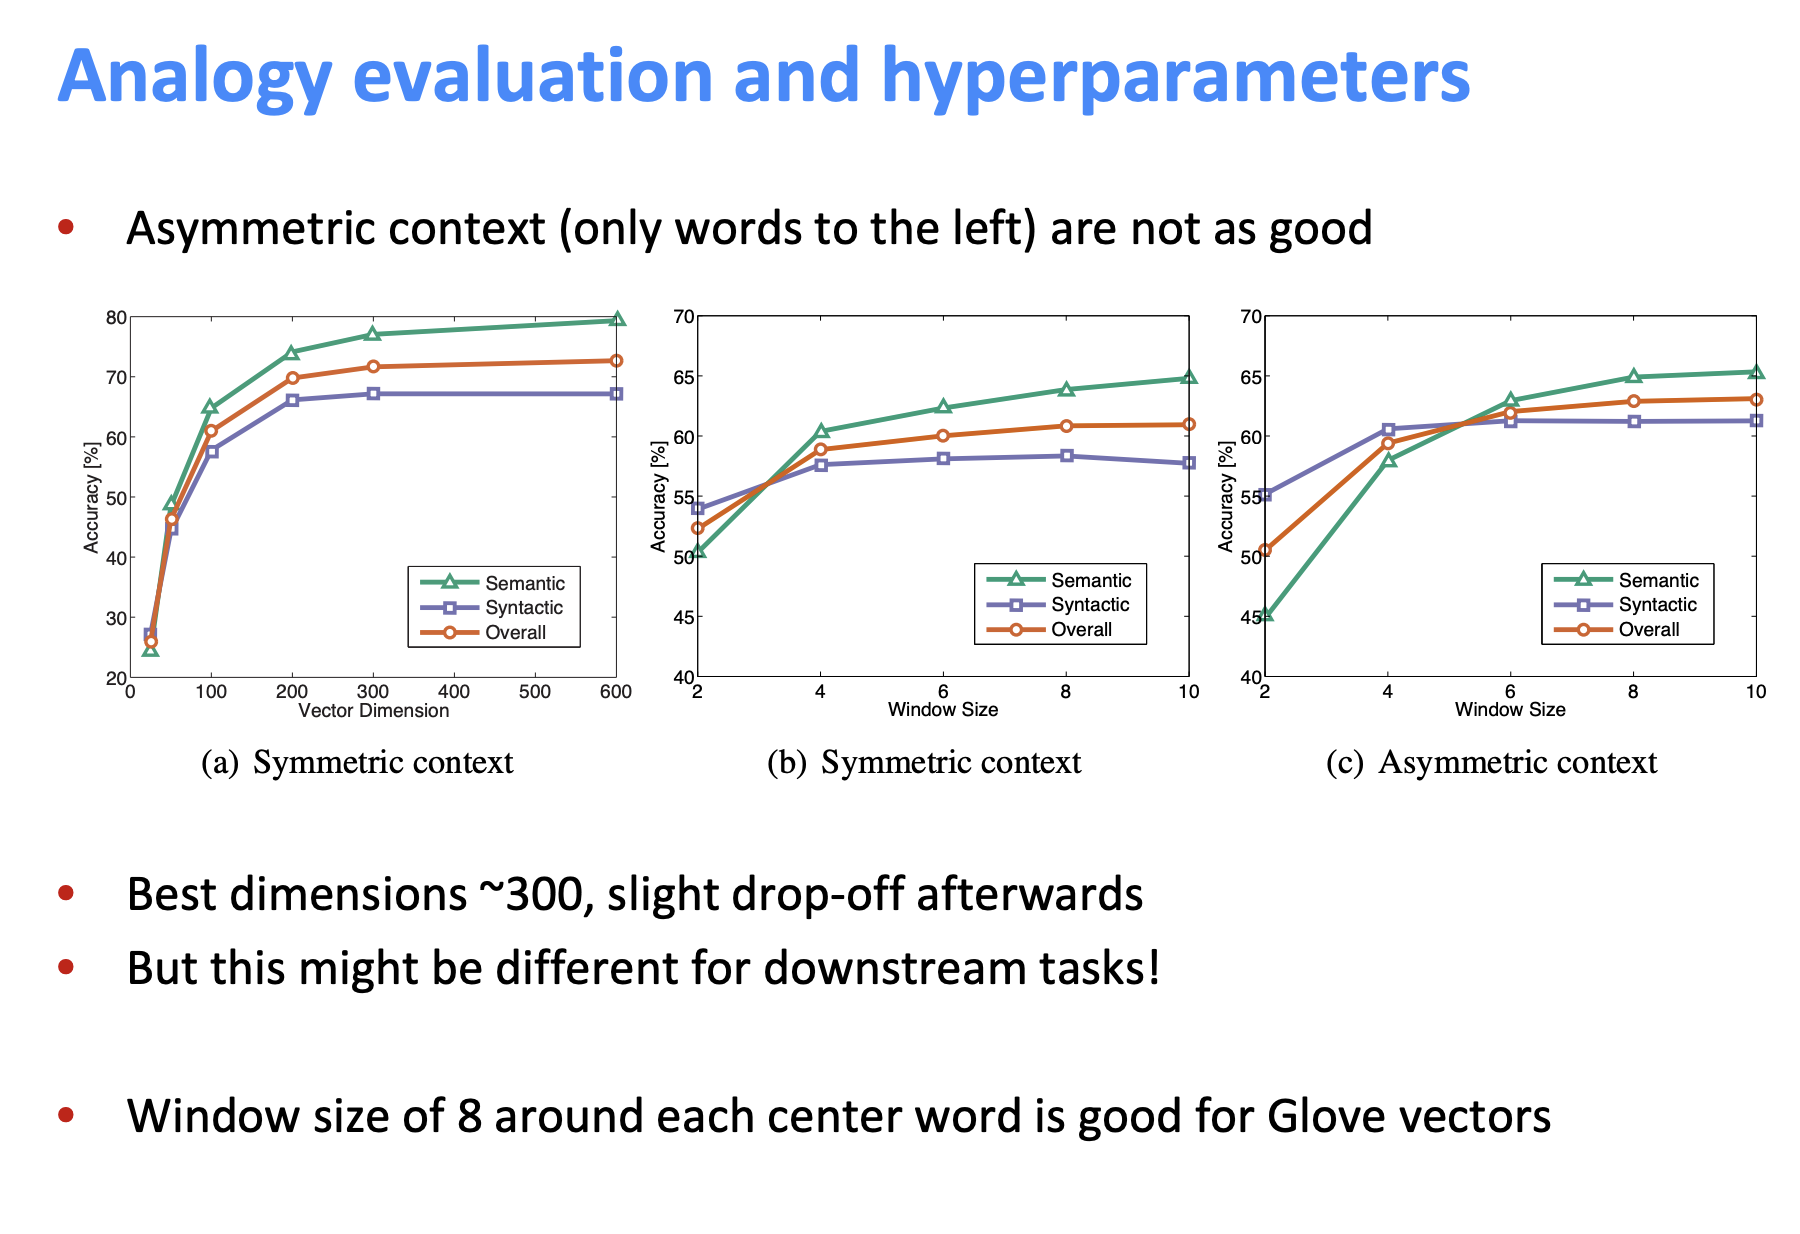 Analogy evaluation and hyperparameters
• Asymmetric context (only words to the left) are not as good
80
70
60
50
40
30
20
Accuracy [%]
0 100 200 300 400 500 600
Vector Dimension
Semantic
Syntactic
Overall
(a) Symmetric context
70
65
60
55
50
45
40
Accuracy [%]
2 4 6 8 10
Window Size
Semantic
Syntactic
Overall
(b) Symmetric context
70
65
60
55
50
45
40
Accuracy [%]
2 4 6 8 10
Window Size
Semantic
Syntactic
Overall
(c) Asymmetric context
• Best dimensions ~300, slight drop-off afterwards
• But this might be different for downstream tasks!
• Window size of 8 around each center word is good for Glove vectors